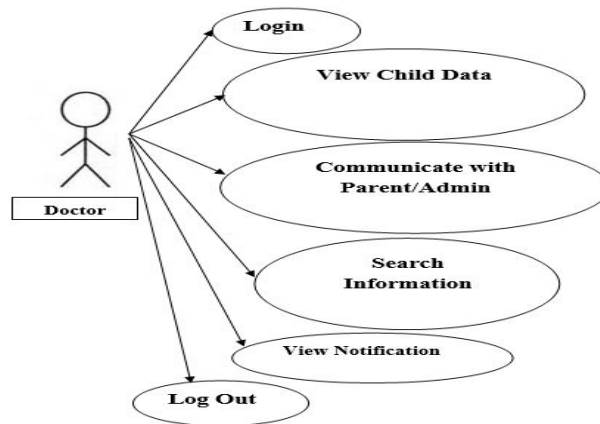 Login
View Child Data
Communicate with
Parent/Admin
Doctor
Search
Information
View Notification
Log Out